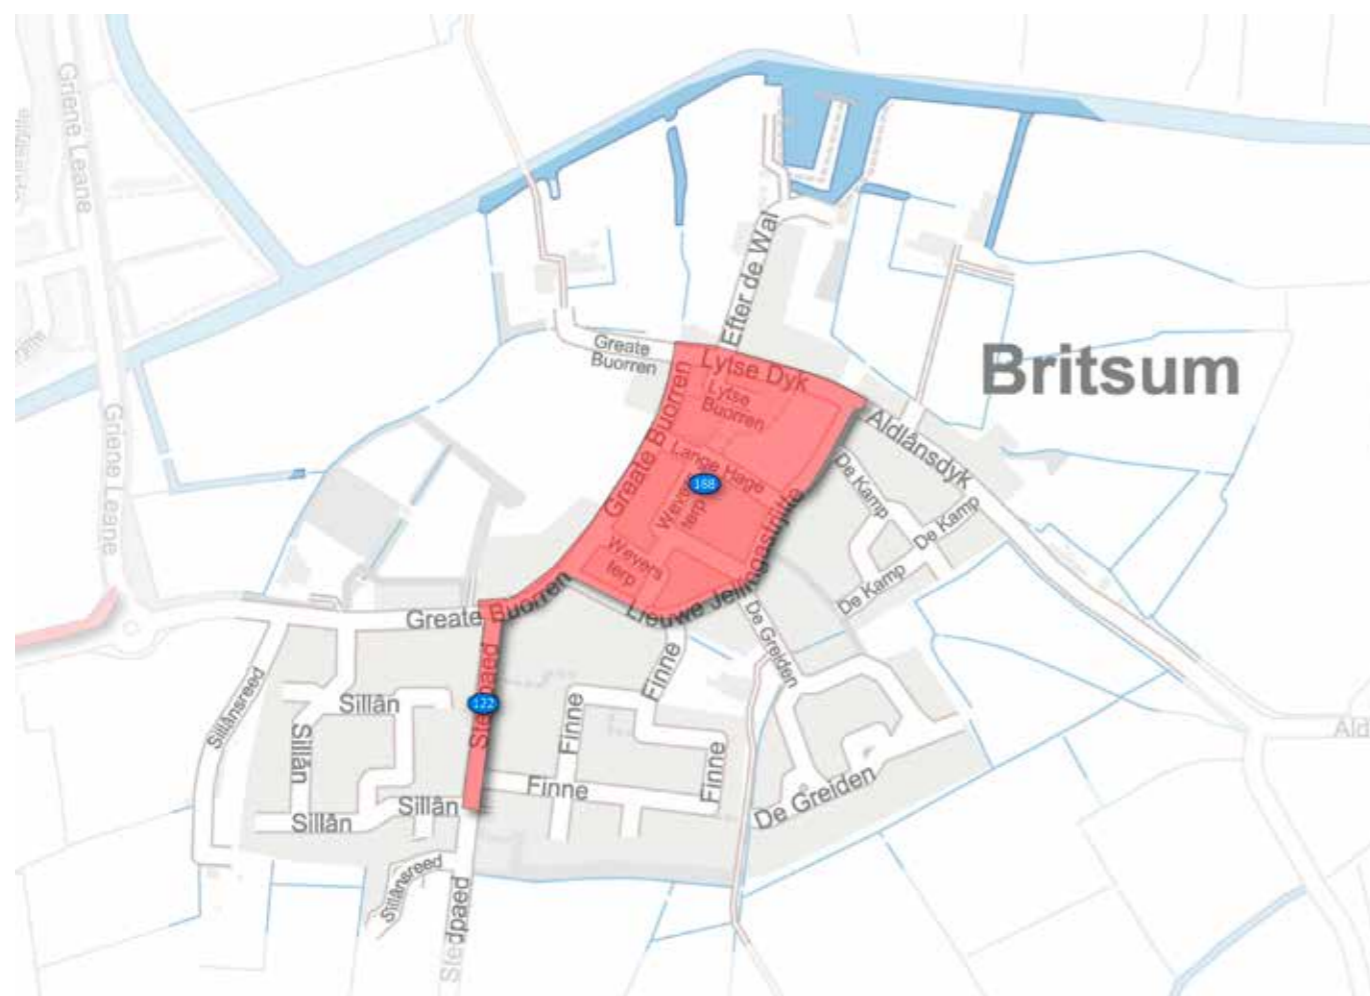 Griene Leane
Efter de Wal
Greate
Buorren
Lytse Dyk
Britsum
Lytse
Buorren
Greate Buorren
Aldlânsdyk
Griene Leane
Lange Hage
De Kamp
168
Weyers
terp
De Kamp
Weyers
terp
De Kamp
Greate Buorren
Lieuwe Jellingastrjitte
De Greiden
Sillânsreed
Finne
Stedpaed
122
Sillân
Sillân
Finne
Finne
Ald
Finne
Sillân
Sillân
De Greiden
Sillânsreed
Stedpaed